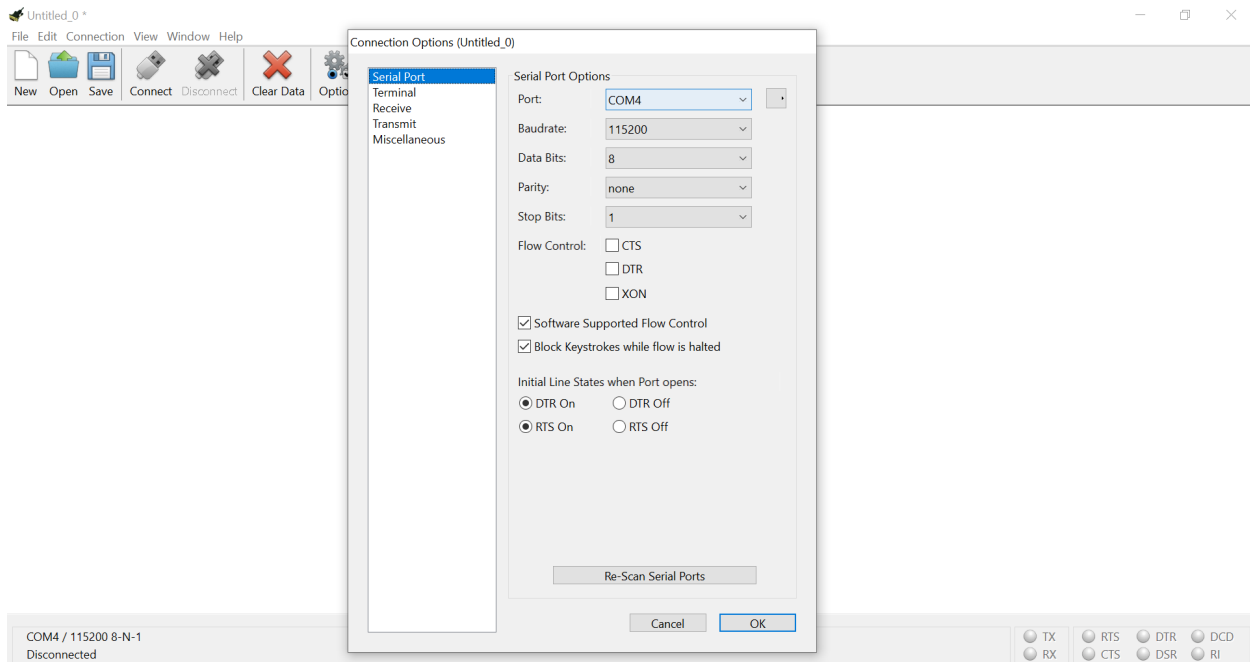 Untitled_0 *
File Edit Connection View Window Help
New Open Save Connect Disconnect Clear Data Optio
Connection Options (Untitled_0)
Serial Port
Terminal
Receive
Transmit
Miscellaneous
Serial Port Options
Port: COM4
Baudrate: 115200
Data Bits: 8
Parity: none
Stop Bits: 1
Flow Control: CTS
DTR
XON
Software Supported Flow Control
Block Keystrokes while flow is halted
Initial Line States when Port opens:
DTR On DTR Off
RTS On RTS Off
Re-Scan Serial Ports
Cancel OK
COM4 / 115200 8-N-1
Disconnected
TX RTS DTR DCD
RX CTS DSR RI